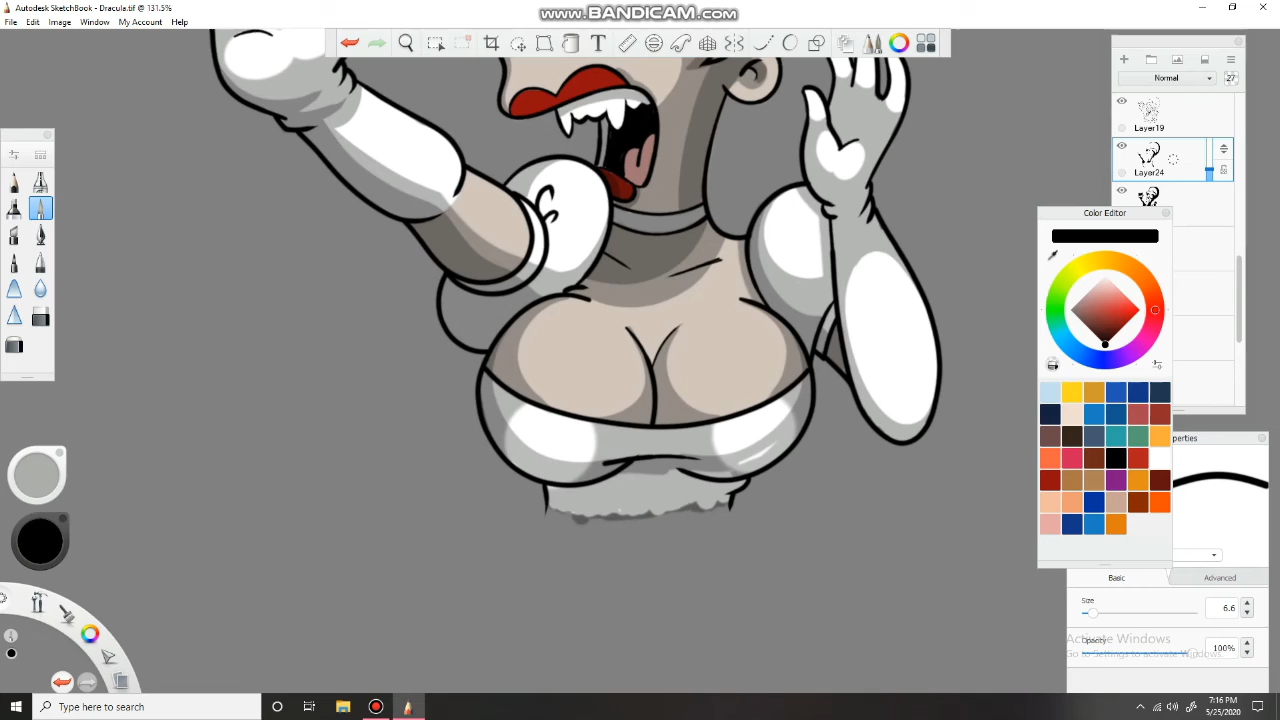 Autodesk SketchBook - Dracula.tif @ 131.5%
www.BANDICAM.com
File Edit Image Window My Account Help
T
Normal
27
Layer19
Layer24
Color Editor
Basic
Advanced
Size
6.6
Opacity
100%
Activate Windows
Go to Settings to activate Windows.
Type here to search
7:16 PM
5/25/2020